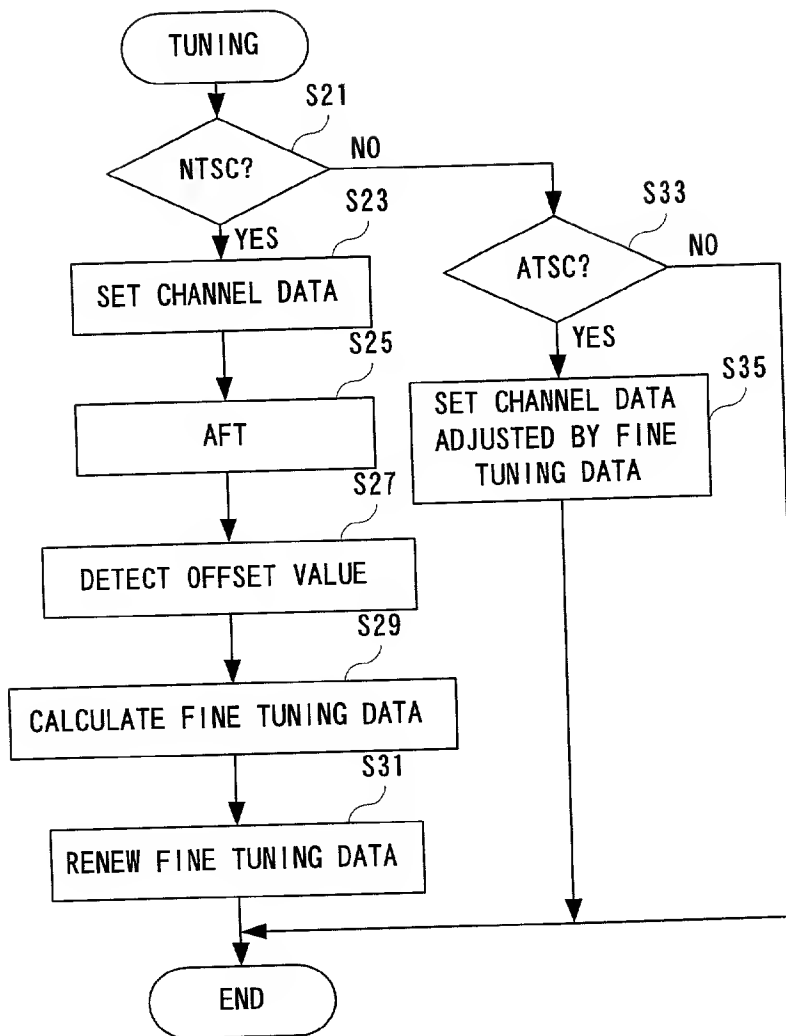 TUNING
S21
NTSC?
NO
YES
S23
SET CHANNEL DATA
S25
AFT
S27
DETECT OFFSET VALUE
S29
CALCULATE FINE TUNING DATA
S31
RENEW FINE TUNING DATA
S33
ATSC?
NO
YES
S35
SET CHANNEL DATA
ADJUSTED BY FINE
TUNING DATA
END